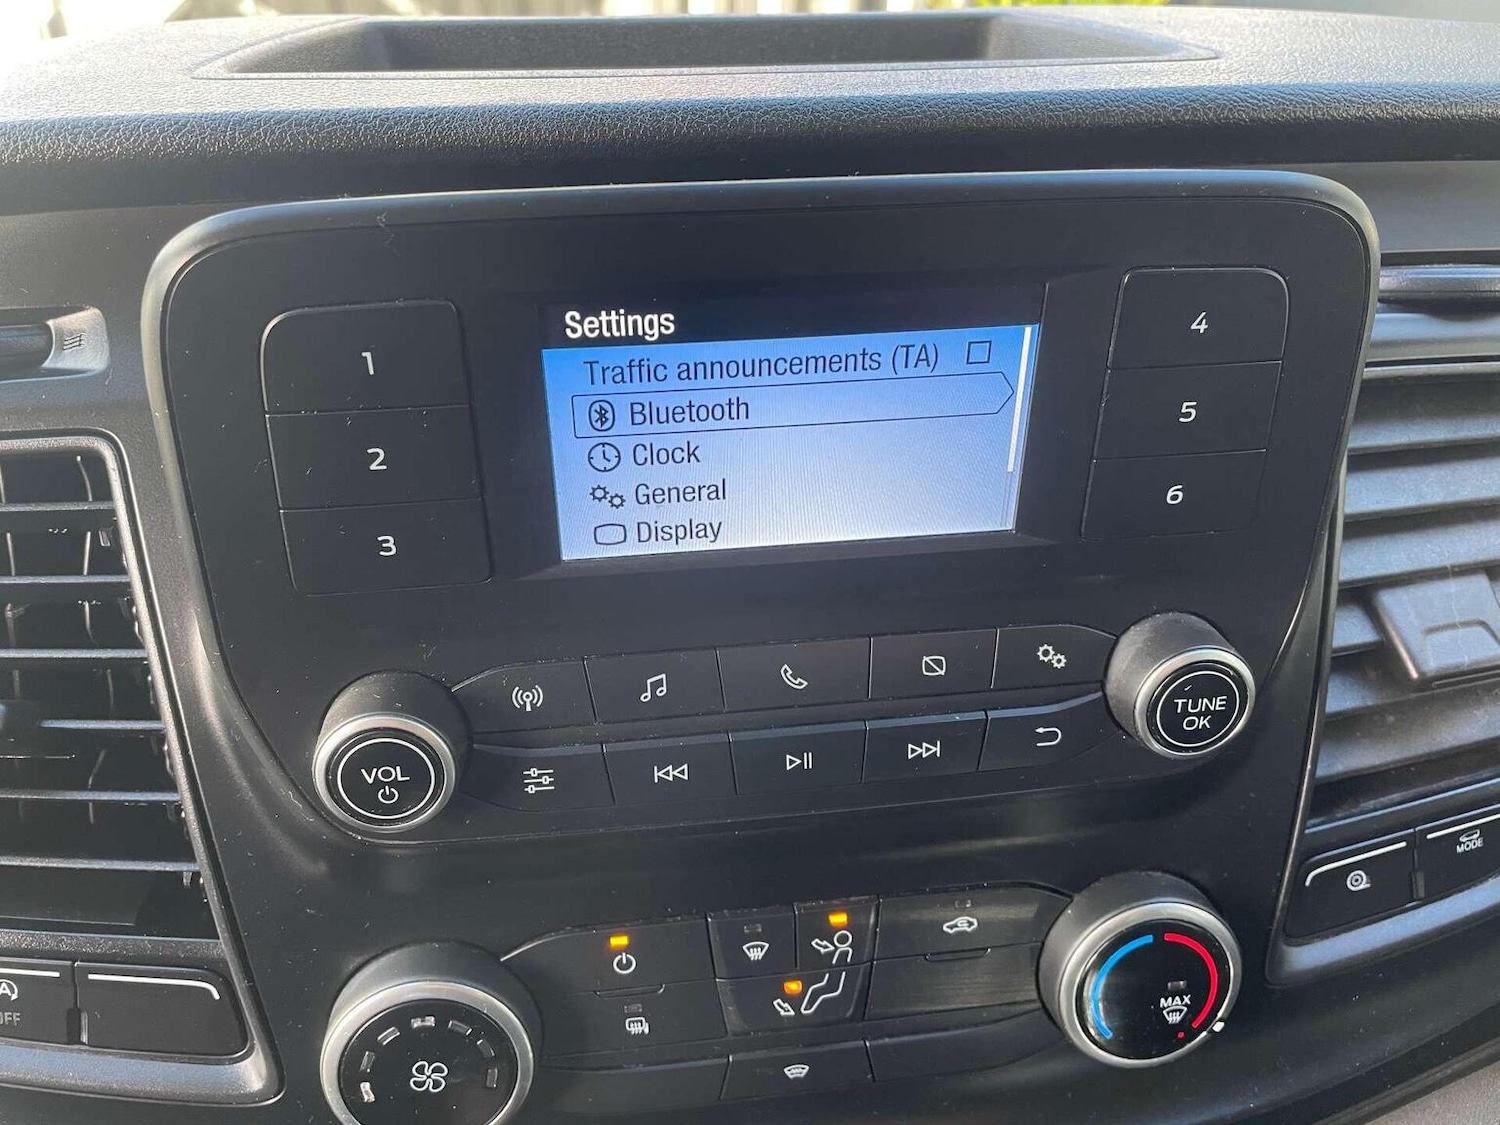 Settings
Traffic announcements (TA)
Bluetooth
Clock
General
Display
1
2
3
4
5
6
VOL
TUNE
OK
MODE
MAX
A
OFF